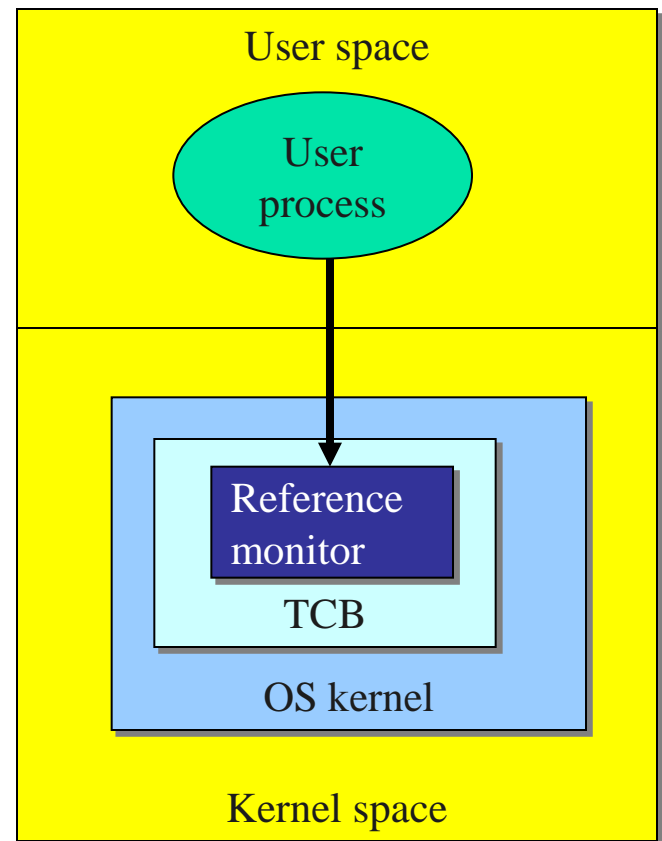 User space
User
process
Reference
monitor
TCB
OS kernel
Kernel space